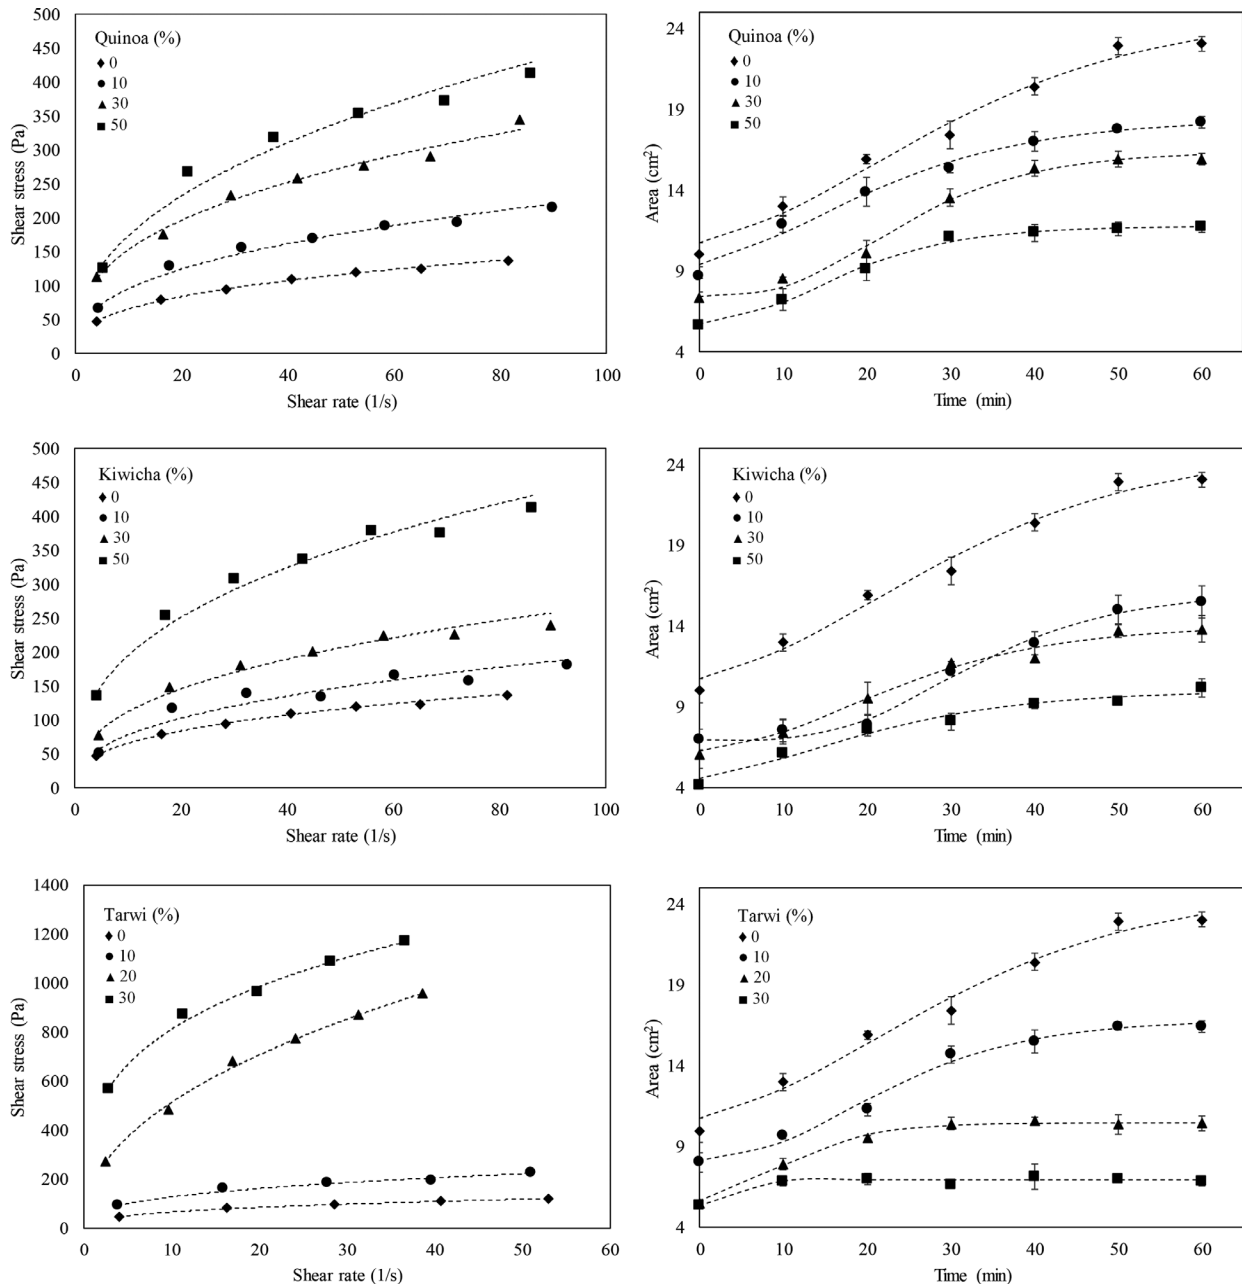 500
450
400
350
300
250
200
150
100
50
0
Shear stress (Pa)
Quinoa (%)
0
10
30
50
0 20 40 60 80 100
Shear rate (1/s)
24
19
14
9
4
Area (cm²)
Quinoa (%)
0
10
30
50
0 10 20 30 40 50 60
Time (min)
500
450
400
350
300
250
200
150
100
50
0
Shear stress (Pa)
Kiwicha (%)
0
10
30
50
0 20 40 60 80 100
Shear rate (1/s)
24
19
14
9
4
Area (cm²)
Kiwicha (%)
0
10
30
50
0 10 20 30 40 50 60
Time (min)
1400
1200
1000
800
600
400
200
0
Shear stress (Pa)
Tarwi (%)
0
10
20
30
0 10 20 30 40 50 60
Shear rate (1/s)
24
19
14
9
4
Area (cm²)
Tarwi (%)
0
10
20
30
0 10 20 30 40 50 60
Time (min)